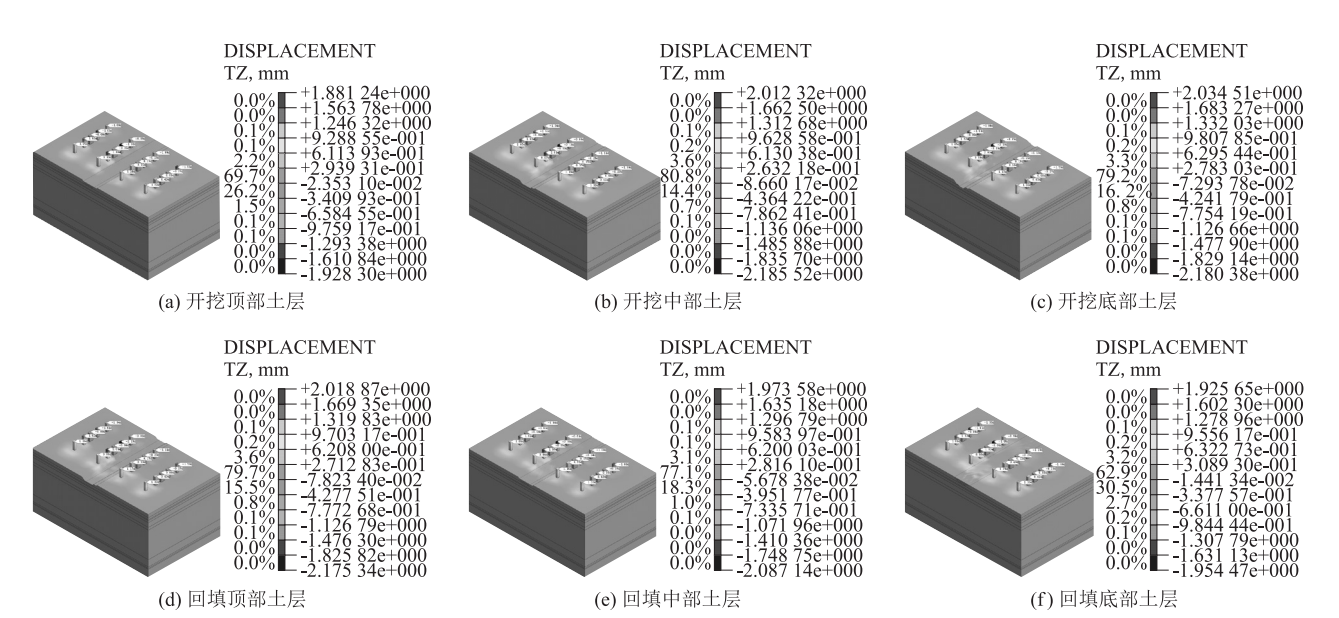 DISPLACEMENT
TZ, mm
+1.881 24e+000
0.0%
+1.563 78e+000
0.0%
+1.246 32e+000
0.1%
+9.288 55e-001
0.1%
+6.113 93e-001
2.2%
+2.939 31e-001
69.7%
-2.353 10e-002
26.2%
-3.409 93e-001
1.5%
-6.584 55e-001
0.1%
-9.759 17e-001
0.1%
-1.293 38e+000
0.0%
-1.610 84e+000
0.0%
-1.928 30e+000
(a) 开挖顶部土层
DISPLACEMENT
TZ, mm
+2.012 32e+000
0.0%
+1.662 50e+000
0.0%
+1.312 68e+000
0.1%
+9.628 58e-001
0.2%
+6.130 38e-001
3.6%
+2.632 18e-001
80.8%
-8.660 17e-002
14.4%
-4.364 22e-001
0.7%
-7.862 41e-001
0.1%
-1.136 06e+000
0.0%
-1.485 88e+000
0.0%
-1.835 70e+000
0.0%
-2.185 52e+000
(b) 开挖中部土层
DISPLACEMENT
TZ, mm
+2.034 51e+000
0.0%
+1.683 27e+000
0.0%
+1.332 03e+000
0.1%
+9.807 85e-001
0.2%
+6.295 44e-001
3.3%
+2.783 03e-001
79.2%
-7.293 78e-002
16.2%
-4.241 79e-001
0.8%
-7.754 19e-001
0.1%
-1.126 66e+000
0.0%
-1.477 90e+000
0.0%
-1.829 14e+000
0.0%
-2.180 38e+000
(c) 开挖底部土层
DISPLACEMENT
TZ, mm
+2.018 87e+000
0.0%
+1.669 35e+000
0.0%
+1.319 83e+000
0.1%
+9.703 17e-001
0.2%
+6.208 00e-001
3.6%
+2.712 83e-001
79.7%
-7.823 40e-002
15.5%
-4.277 51e-001
0.8%
-7.772 68e-001
0.1%
-1.126 79e+000
0.0%
-1.476 30e+000
0.0%
-1.825 82e+000
0.0%
-2.175 34e+000
(d) 回填顶部土层
DISPLACEMENT
TZ, mm
+1.973 58e+000
0.0%
+1.635 18e+000
0.0%
+1.296 79e+000
0.1%
+9.583 97e-001
0.2%
+6.200 03e-001
3.1%
+2.816 10e-001
77.1%
-5.678 38e-002
18.3%
-3.951 77e-001
1.0%
-7.335 71e-001
0.1%
-1.071 96e+000
0.0%
-1.410 36e+000
0.0%
-1.748 75e+000
0.0%
-2.087 14e+000
(e) 回填中部土层
DISPLACEMENT
TZ, mm
+1.925 65e+000
0.0%
+1.602 30e+000
0.0%
+1.278 96e+000
0.1%
+9.556 17e-001
0.2%
+6.322 73e-001
3.3%
+3.089 30e-001
62.9%
-1.441 34e-002
30.5%
-3.377 57e-001
2.7%
-6.611 00e-001
0.2%
-9.844 44e-001
0.1%
-1.307 79e+000
0.0%
-1.631 13e+000
0.0%
-1.954 47e+000
(f) 回填底部土层